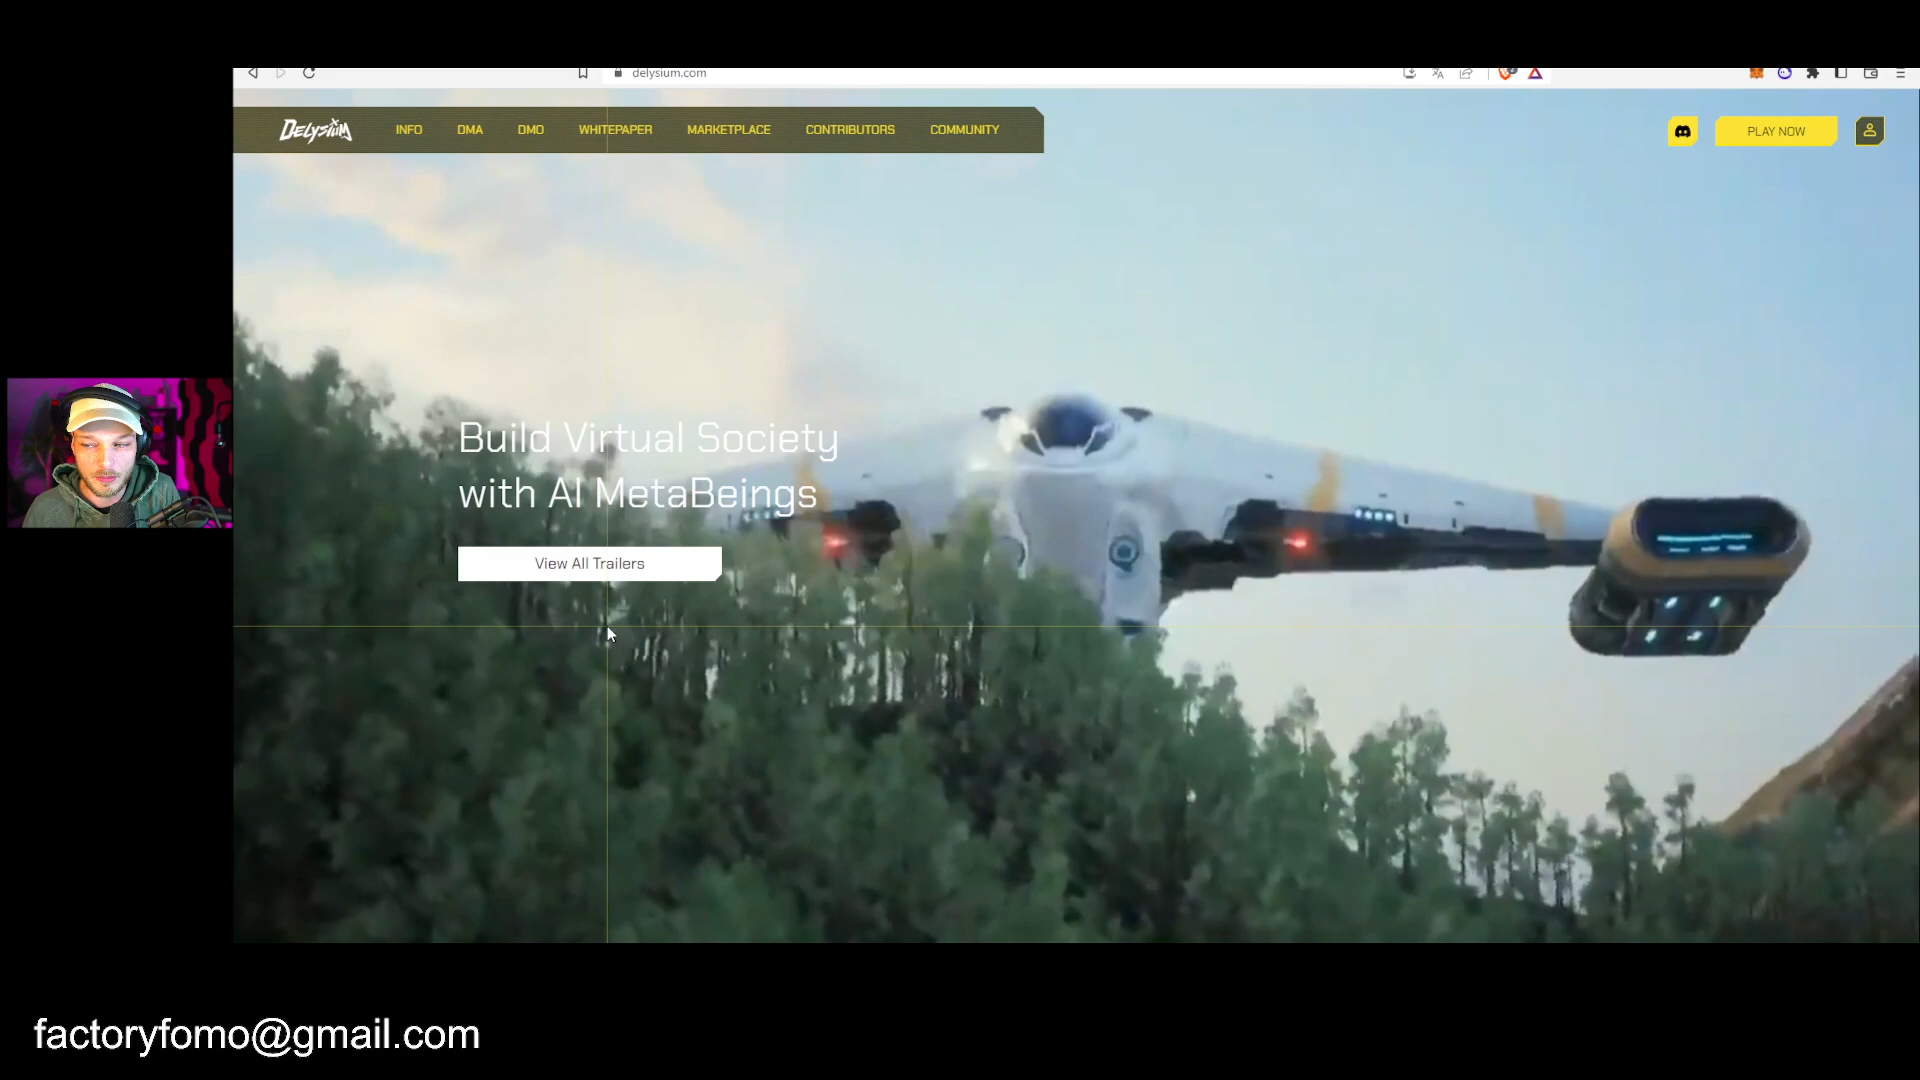 delysium.com
DELYSIUM
INFO DMA DMO WHITEPAPER MARKETPLACE CONTRIBUTORS COMMUNITY
PLAY NOW
Build Virtual Society
with AI MetaBeings
View All Trailers
factoryfomo@gmail.com